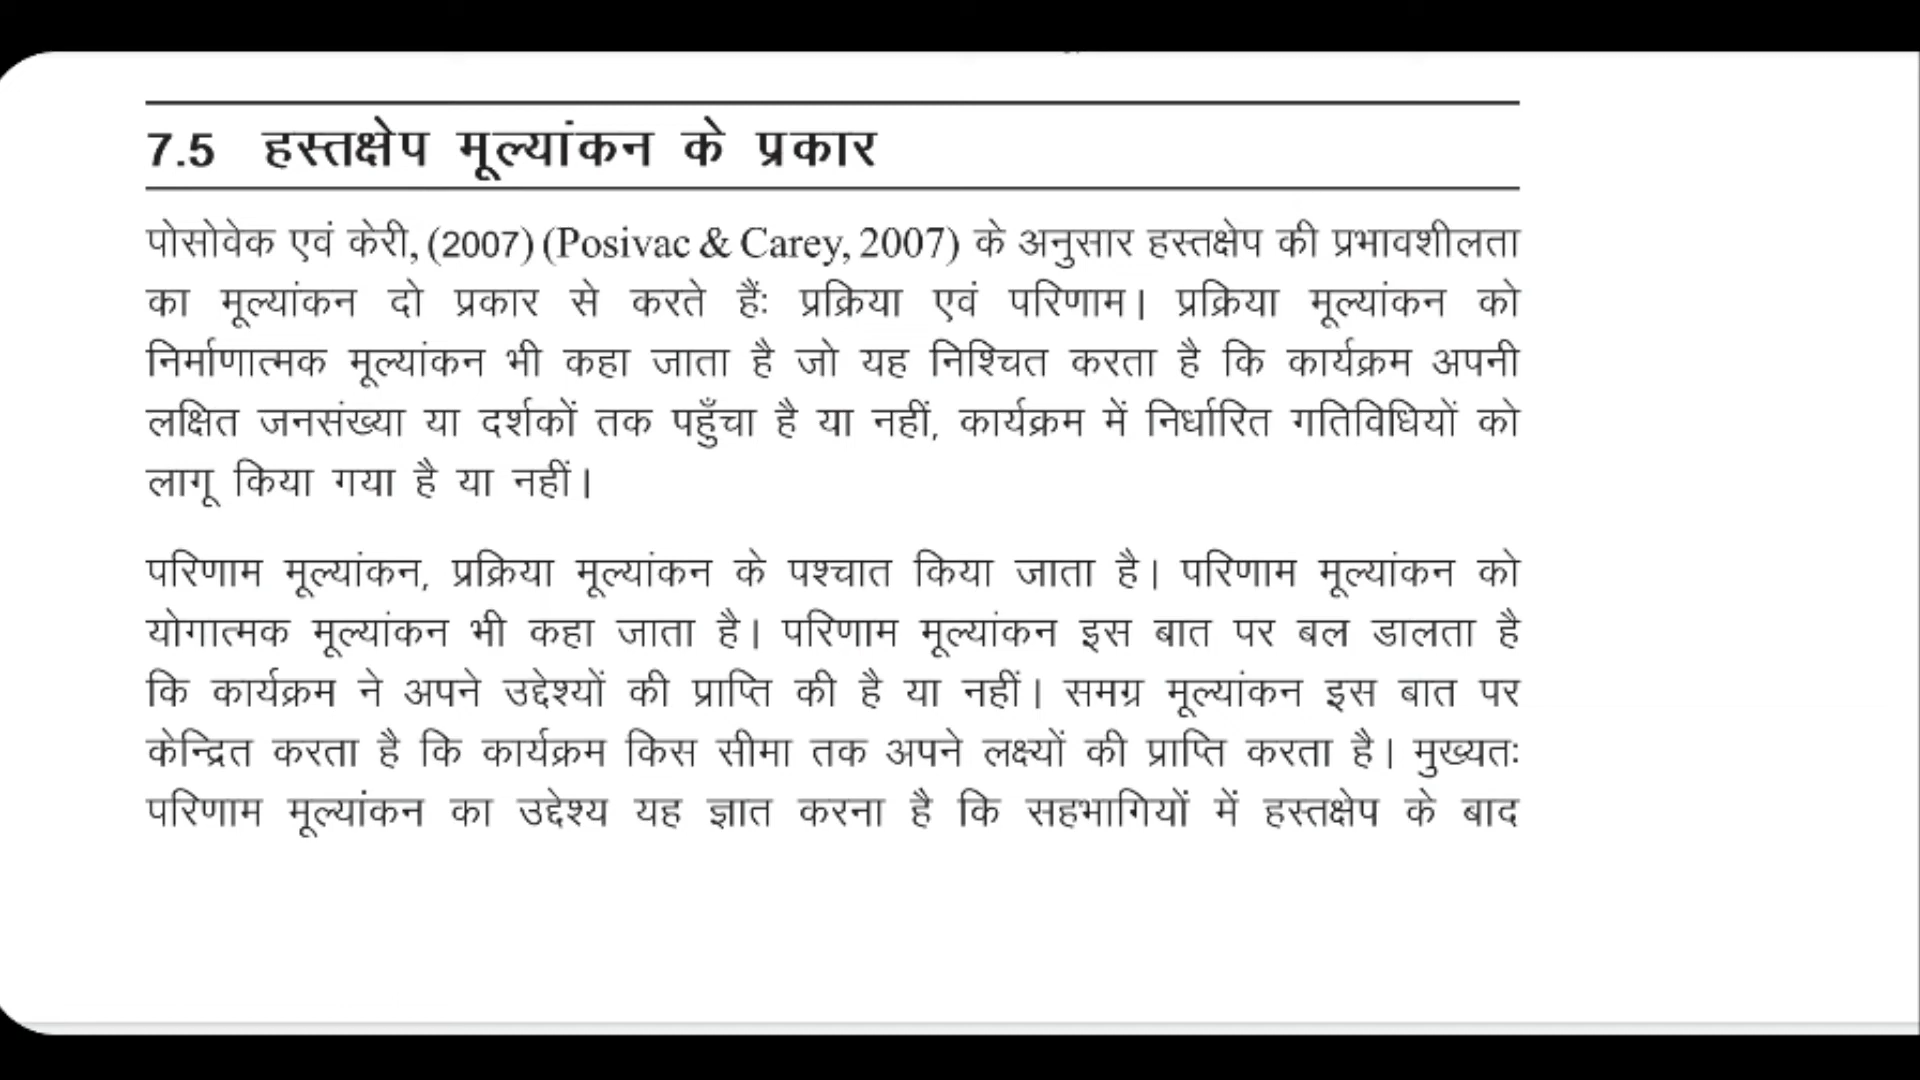 7.5 हस्तक्षेप मूल्यांकन के प्रकार
पोसोवेक एवं केरी, (2007) (Posivac & Carey, 2007) के अनुसार हस्तक्षेप की प्रभावशीलता
का मूल्यांकन दो प्रकार से करते हैंः प्रक्रिया एवं परिणाम। प्रक्रिया मूल्यांकन को
निर्माणात्मक मूल्यांकन भी कहा जाता है जो यह निश्चित करता है कि कार्यक्रम अपनी
लक्षित जनसंख्या या दर्शकों तक पहुँचा है या नहीं, कार्यक्रम में निर्धारित गतिविधियों को
लागू किया गया है या नहीं।
परिणाम मूल्यांकन, प्रक्रिया मूल्यांकन के पश्चात किया जाता है। परिणाम मूल्यांकन को
योगात्मक मूल्यांकन भी कहा जाता है। परिणाम मूल्यांकन इस बात पर बल डालता है
कि कार्यक्रम ने अपने उद्देश्यों की प्राप्ति की है या नहीं। समग्र मूल्यांकन इस बात पर
केन्द्रित करता है कि कार्यक्रम किस सीमा तक अपने लक्ष्यों की प्राप्ति करता है। मुख्यतः
परिणाम मूल्यांकन का उद्देश्य यह ज्ञात करना है कि सहभागियों में हस्तक्षेप के बाद